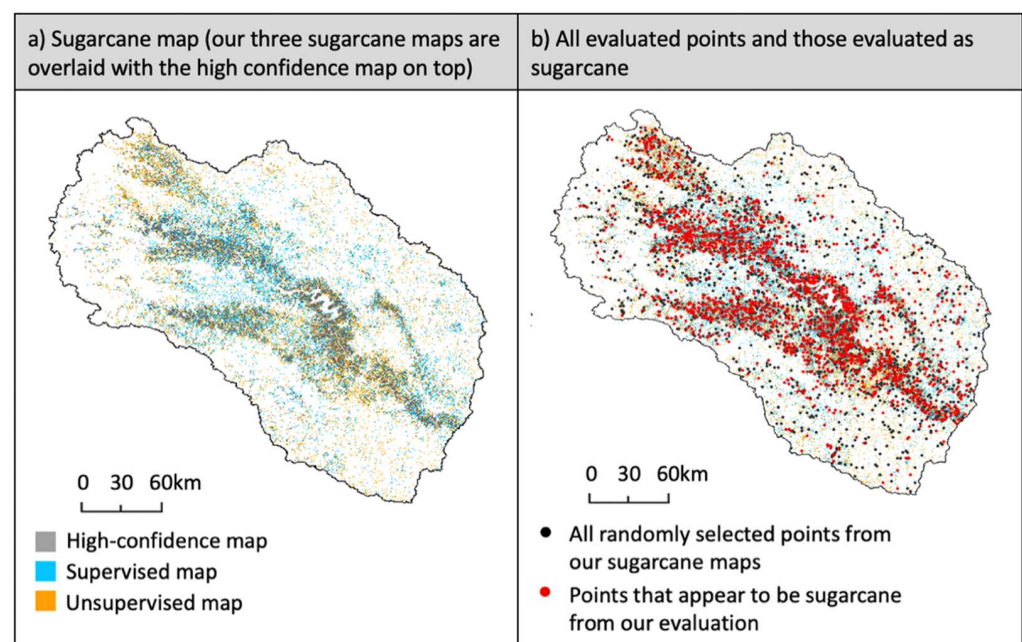 a) Sugarcane map (our three sugarcane maps are
overlaid with the high confidence map on top)
b) All evaluated points and those evaluated as
sugarcane
0 30 60km
High-confidence map
Supervised map
Unsupervised map
0 30 60km
All randomly selected points from
our sugarcane maps
Points that appear to be sugarcane
from our evaluation